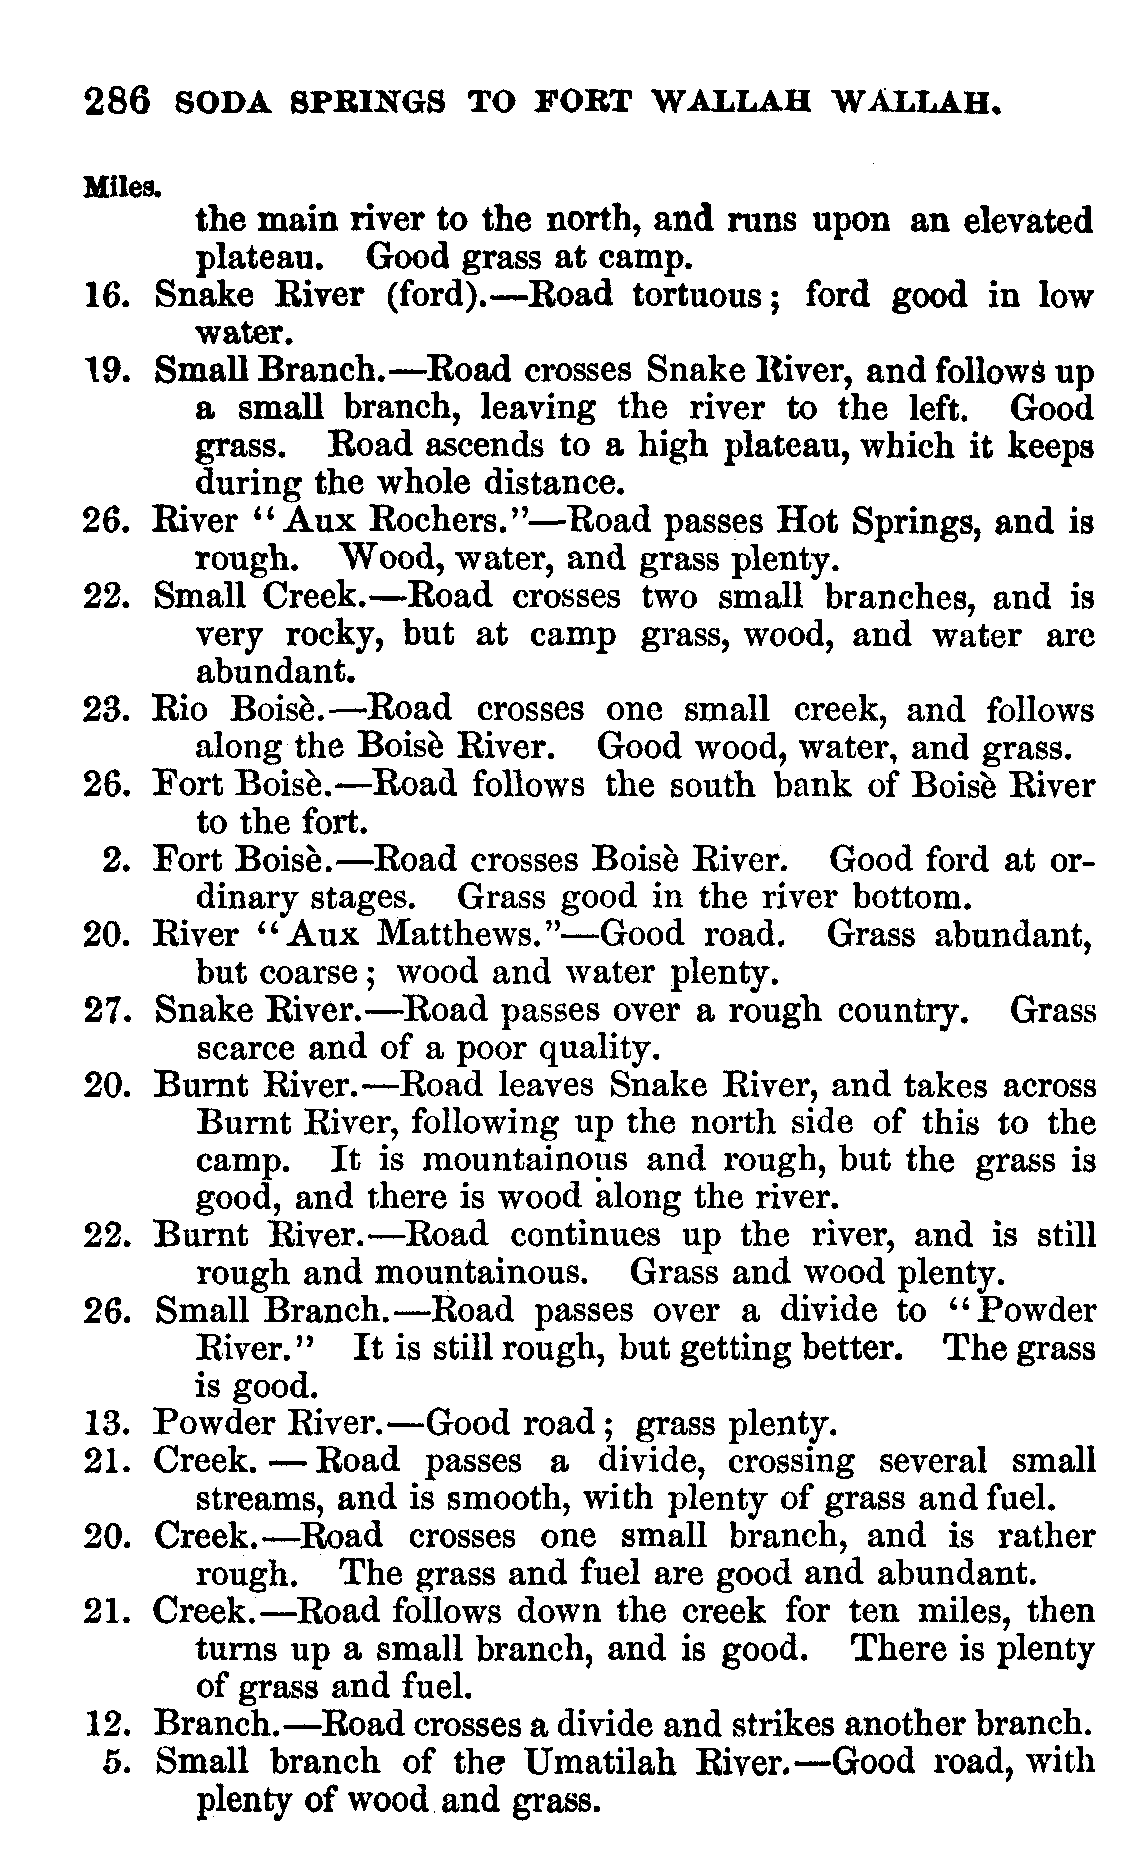 286 SODA SPRINGS TO FORT WALLAH WALLAH.
Miles.
the main river to the north, and runs upon an elevated
plateau. Good grass at camp.
16. Snake River (ford).—Road tortuous; ford good in low
water.
19. Small Branch.—Road crosses Snake River, and follows up
a small branch, leaving the river to the left. Good
grass. Road ascends to a high plateau, which it keeps
during the whole distance.
26. River "Aux Rochers."—Road passes Hot Springs, and is
rough. Wood, water, and grass plenty.
22. Small Creek.—Road crosses two small branches, and is
very rocky, but at camp grass, wood, and water are
abundant.
23. Rio Boisè.—Road crosses one small creek, and follows
along the Boisè River. Good wood, water, and grass.
26. Fort Boisè.—Road follows the south bank of Boisè River
to the fort.
2. Fort Boisè.—Road crosses Boisè River. Good ford at or-
dinary stages. Grass good in the river bottom.
20. River "Aux Matthews."—Good road. Grass abundant,
but coarse; wood and water plenty.
27. Snake River.—Road passes over a rough country. Grass
scarce and of a poor quality.
20. Burnt River.—Road leaves Snake River, and takes across
Burnt River, following up the north side of this to the
camp. It is mountainous and rough, but the grass is
good, and there is wood along the river.
22. Burnt River.—Road continues up the river, and is still
rough and mountainous. Grass and wood plenty.
26. Small Branch.—Road passes over a divide to "Powder
River." It is still rough, but getting better. The grass
is good.
13. Powder River.—Good road; grass plenty.
21. Creek.—Road passes a divide, crossing several small
streams, and is smooth, with plenty of grass and fuel.
20. Creek.—Road crosses one small branch, and is rather
rough. The grass and fuel are good and abundant.
21. Creek.—Road follows down the creek for ten miles, then
turns up a small branch, and is good. There is plenty
of grass and fuel.
12. Branch.—Road crosses a divide and strikes another branch.
5. Small branch of the Umatilah River.—Good road, with
plenty of wood and grass.